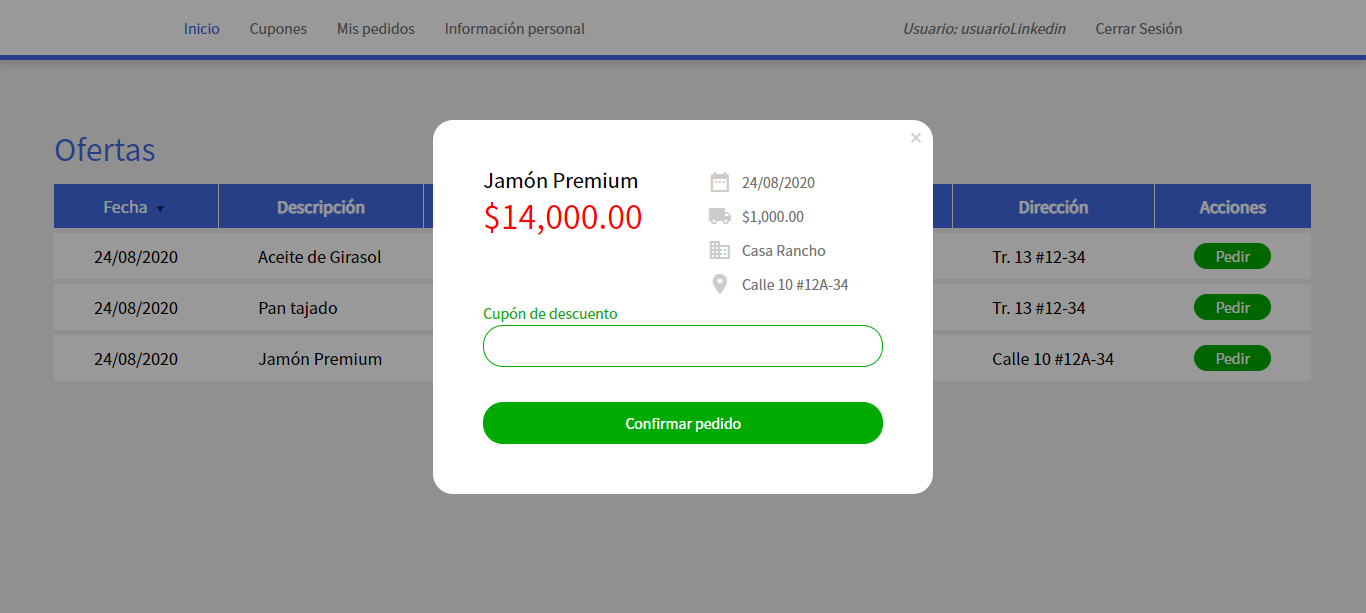 Inicio Cupones Mis pedidos Información personal Usuario: usuarioLinkedin Cerrar Sesión
Ofertas
Fecha Descripción Dirección Acciones
24/08/2020 Aceite de Girasol Tr. 13 #12-34 Pedir
24/08/2020 Pan tajado Tr. 13 #12-34 Pedir
24/08/2020 Jamón Premium Calle 10 #12A-34 Pedir
×
Jamón Premium
$14,000.00
24/08/2020
$1,000.00
Casa Rancho
Calle 10 #12A-34
Cupón de descuento
Confirmar pedido